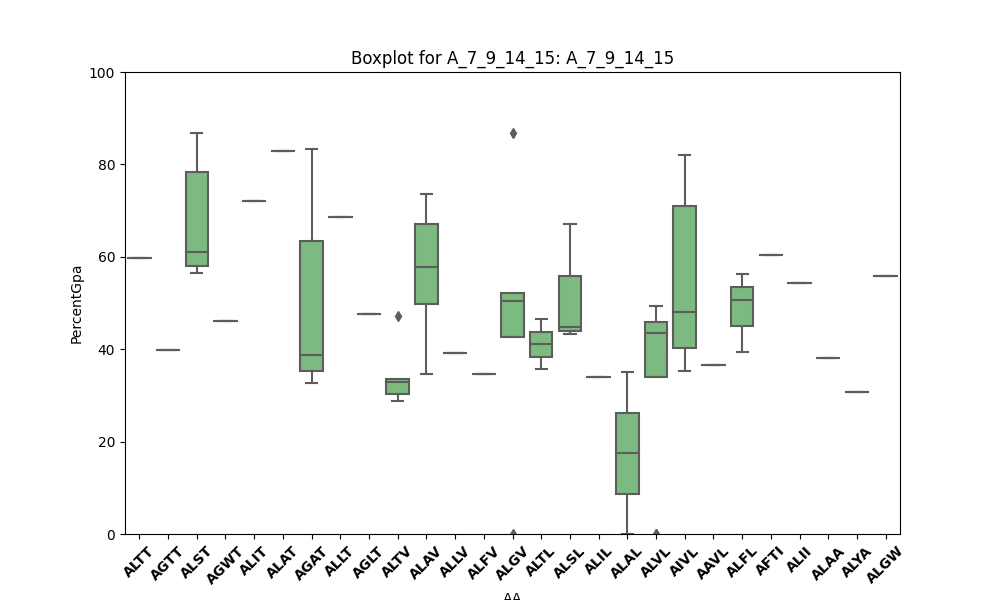 Boxplot for A_7_9_14_15: A_7_9_14_15
PercentGpa
100
80
60
40
20
0
ALTT AGTT ALST AGWT ALIT ALAT AGAT ALLT AGLT ALTV ALAV ALLV ALFV ALGV ALTL ALSL ALIL ALAL ALVL AIVL AAVL ALFL AFTI ALII ALAA ALYA ALGW
AA